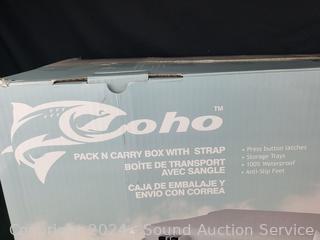 Coho™
PACK N CARRY BOX WITH STRAP
BOÎTE DE TRANSPORT
AVEC SANGLE
CAJA DE EMBALAJE Y
ENVIO CON CORREA
• Press button latches
• Storage Trays
• 100% Waterproof
• Anti-Slip Feet
Copyright 2024 - Sound Auction Service -